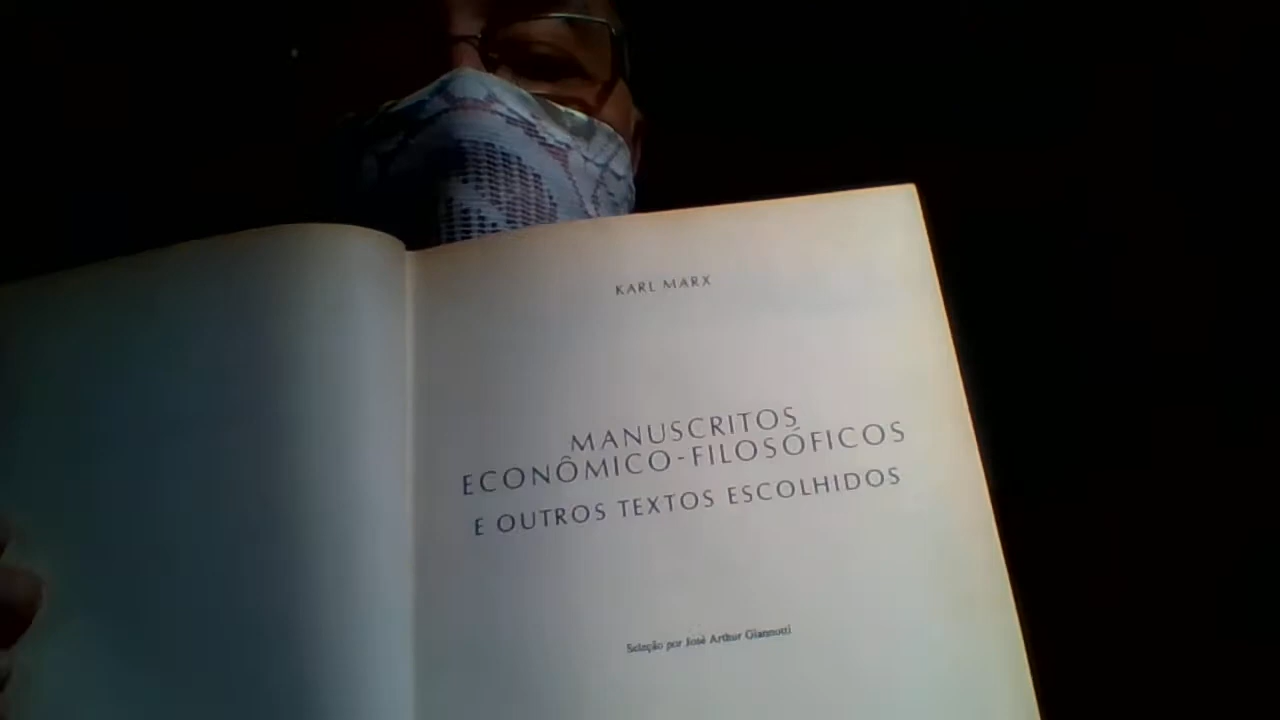 KARL MARX
MANUSCRITOS
ECONÔMICO-FILOSÓFICOS
E OUTROS TEXTOS ESCOLHIDOS
Seleção por José Arthur Giannotti